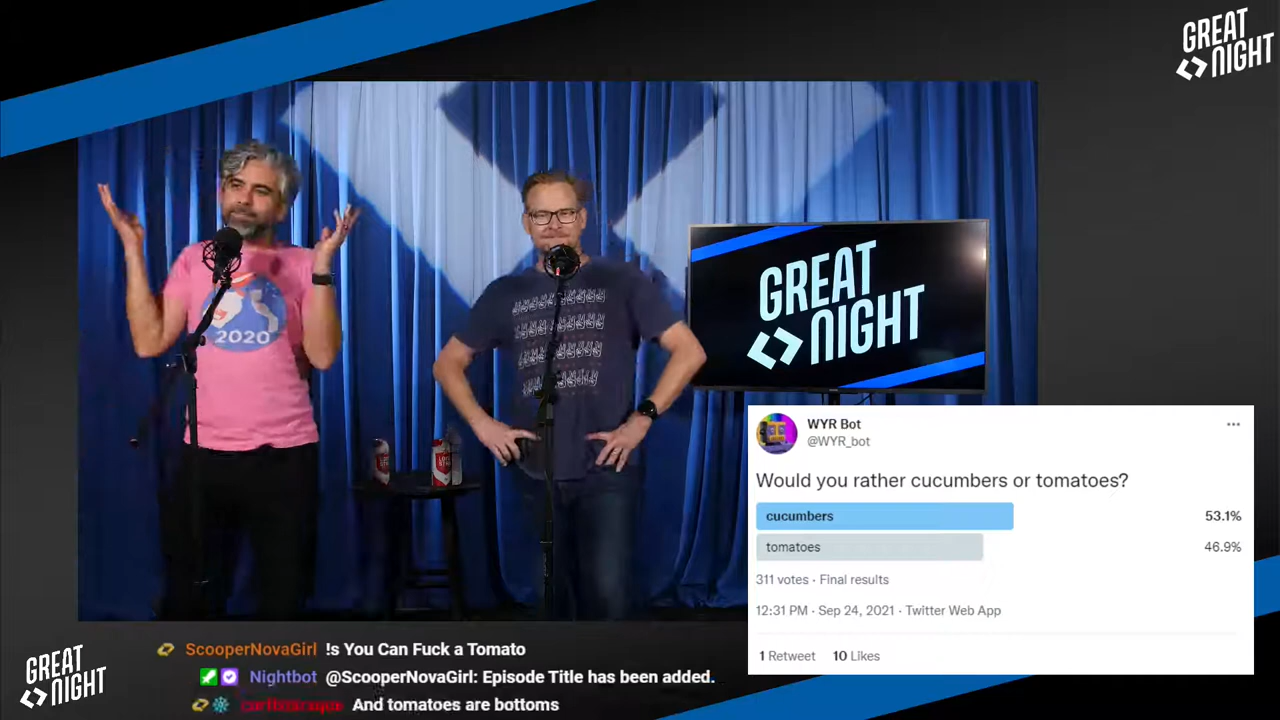 GREAT
NIGHT
2020
GREAT
NIGHT
WYR Bot
@WYR_bot
Would you rather cucumbers or tomatoes?
cucumbers 53.1%
tomatoes 46.9%
311 votes · Final results
12:31 PM · Sep 24, 2021 · Twitter Web App
1 Retweet 10 Likes
ScooperNovaGirl !s You Can Fuck a Tomato
Nightbot @ScooperNovaGirl: Episode Title has been added.
And tomatoes are bottoms
GREAT
NIGHT